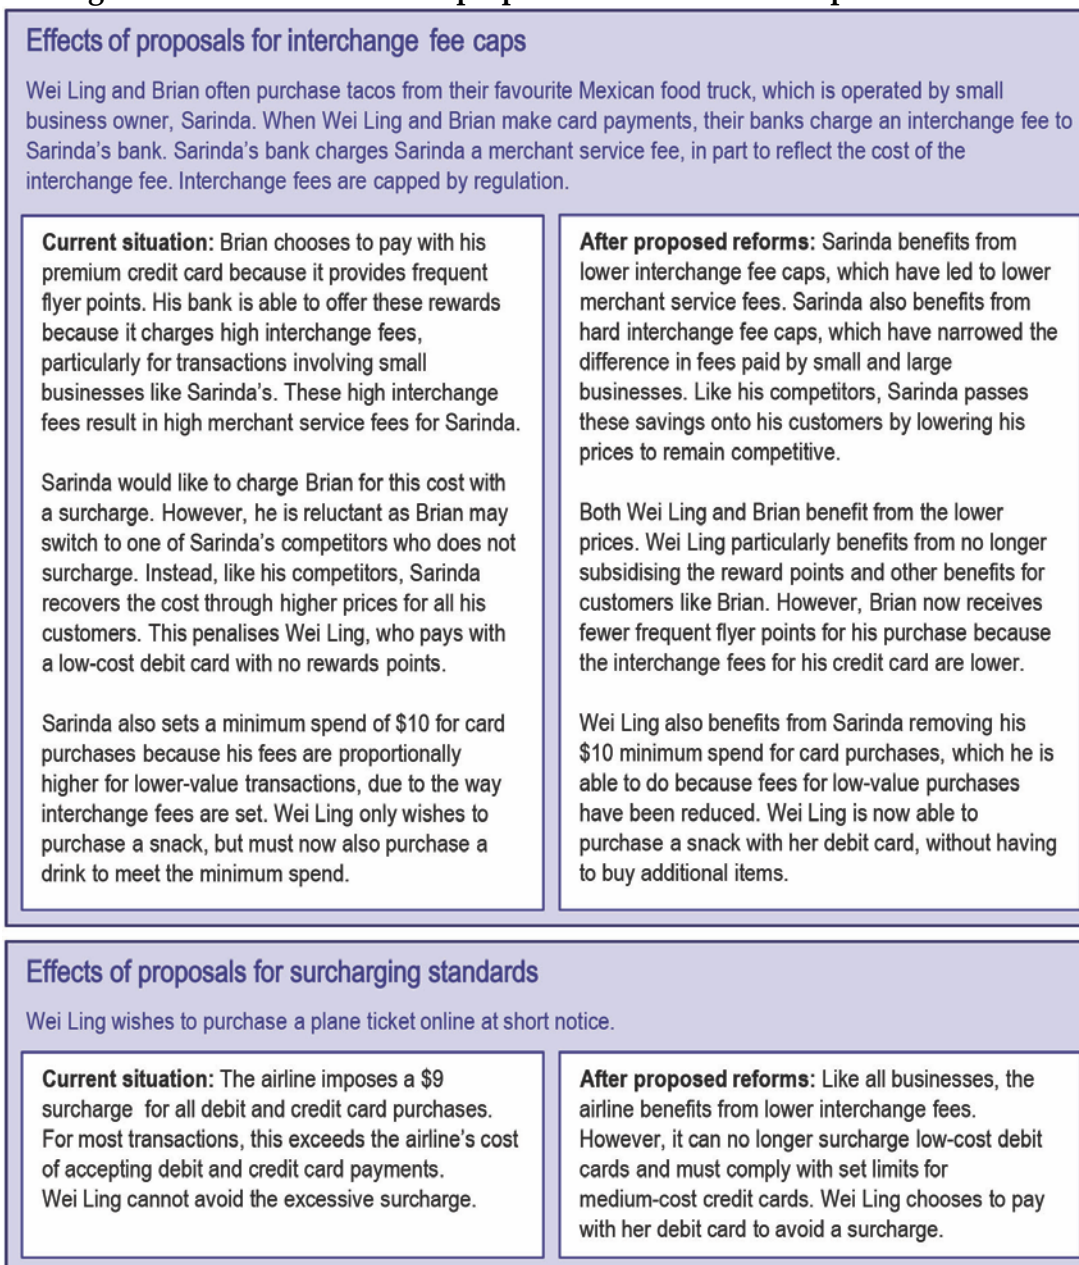 Effects of proposals for interchange fee caps
Wei Ling and Brian often purchase tacos from their favourite Mexican food truck, which is operated by small
business owner, Sarinda. When Wei Ling and Brian make card payments, their banks charge an interchange fee to
Sarinda's bank. Sarinda's bank charges Sarinda a merchant service fee, in part to reflect the cost of the
interchange fee. Interchange fees are capped by regulation.
Current situation: Brian chooses to pay with his
premium credit card because it provides frequent
flyer points. His bank is able to offer these rewards
because it charges high interchange fees,
particularly for transactions involving small
businesses like Sarinda's. These high interchange
fees result in high merchant service fees for Sarinda.
Sarinda would like to charge Brian for this cost with
a surcharge. However, he is reluctant as Brian may
switch to one of Sarinda's competitors who does not
surcharge. Instead, like his competitors, Sarinda
recovers the cost through higher prices for all his
customers. This penalises Wei Ling, who pays with
a low-cost debit card with no rewards points.
Sarinda also sets a minimum spend of $10 for card
purchases because his fees are proportionally
higher for lower-value transactions, due to the way
interchange fees are set. Wei Ling only wishes to
purchase a snack, but must now also purchase a
drink to meet the minimum spend.
After proposed reforms: Sarinda benefits from
lower interchange fee caps, which have led to lower
merchant service fees. Sarinda also benefits from
hard interchange fee caps, which have narrowed the
difference in fees paid by small and large
businesses. Like his competitors, Sarinda passes
these savings onto his customers by lowering his
prices to remain competitive.
Both Wei Ling and Brian benefit from the lower
prices. Wei Ling particularly benefits from no longer
subsidising the reward points and other benefits for
customers like Brian. However, Brian now receives
fewer frequent flyer points for his purchase because
the interchange fees for his credit card are lower.
Wei Ling also benefits from Sarinda removing his
$10 minimum spend for card purchases, which he is
able to do because fees for low-value purchases
have been reduced. Wei Ling is now able to
purchase a snack with her debit card, without having
to buy additional items.
Effects of proposals for surcharging standards
Wei Ling wishes to purchase a plane ticket online at short notice.
Current situation: The airline imposes a $9
surcharge for all debit and credit card purchases.
For most transactions, this exceeds the airline's cost
of accepting debit and credit card payments.
Wei Ling cannot avoid the excessive surcharge.
After proposed reforms: Like all businesses, the
airline benefits from lower interchange fees.
However, it can no longer surcharge low-cost debit
cards and must comply with set limits for
medium-cost credit cards. Wei Ling chooses to pay
with her debit card to avoid a surcharge.